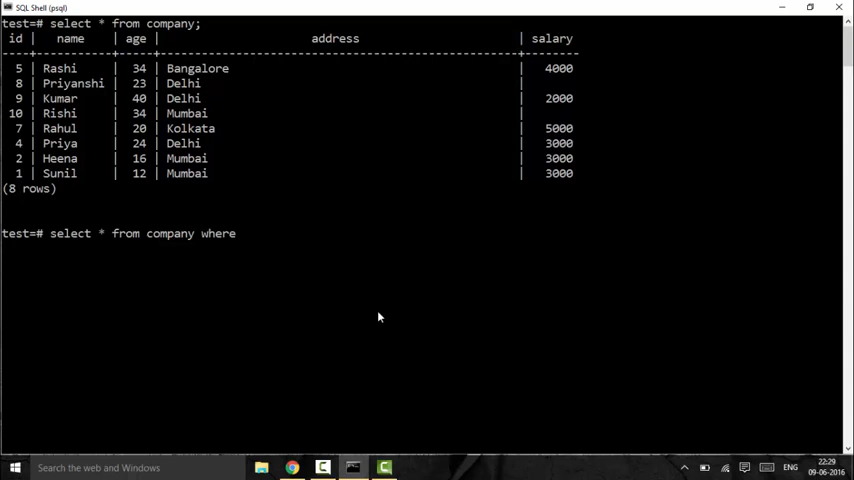 SQL Shell (psql)
test=# select * from company;
 id |   name    | age |                      address                       | salary
----+-----------+-----+----------------------------------------------------+--------
  5 | Rashi     |  34 | Bangalore                                          |   4000
  8 | Priyanshi |  23 | Delhi                                              |
  9 | Kumar     |  40 | Delhi                                              |   2000
 10 | Rishi     |  34 | Mumbai                                             |
  7 | Rahul     |  20 | Kolkata                                            |   5000
  4 | Priya     |  24 | Delhi                                              |   3000
  2 | Heena     |  16 | Mumbai                                             |   3000
  1 | Sunil     |  12 | Mumbai                                             |   3000
(8 rows)
test=# select * from company where
Search the web and Windows
ENG
22:29
09-06-2016